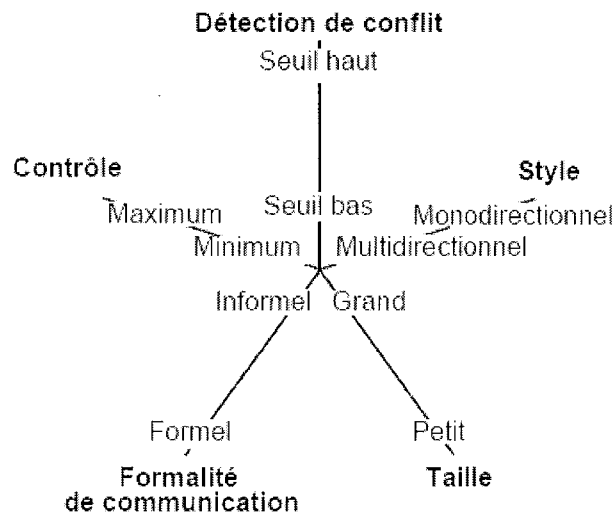 Détection de conflit
Seuil haut
Contrôle
Style
Maximum
Seuil bas
Monodirectionnel
Minimum
Multidirectionnel
Informel
Grand
Formel
Petit
Formalité
de communication
Taille